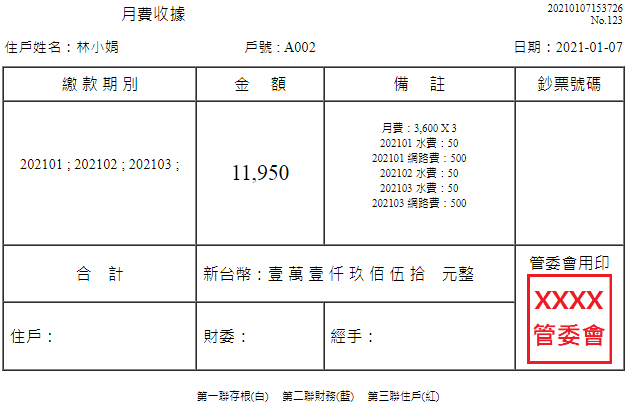 月費收據
20210107153726
No.123
住戶姓名：林小娟 戶號：A002 日期：2021-01-07
繳 款 期 別 金 額 備 註 鈔票號碼
202101 ; 202102 ; 202103 ;
11,950
月費：3,600 X 3
202101 水費：50
202101 網路費：500
202102 水費：50
202103 水費：50
202103 網路費：500
合 計 新台幣：壹 萬 壹 仟 玖 佰 伍 拾 元整
管委會用印
XXXX
管委會
住戶： 財委： 經手：
第一聯存根(白) 第二聯財務(藍) 第三聯住戶(紅)